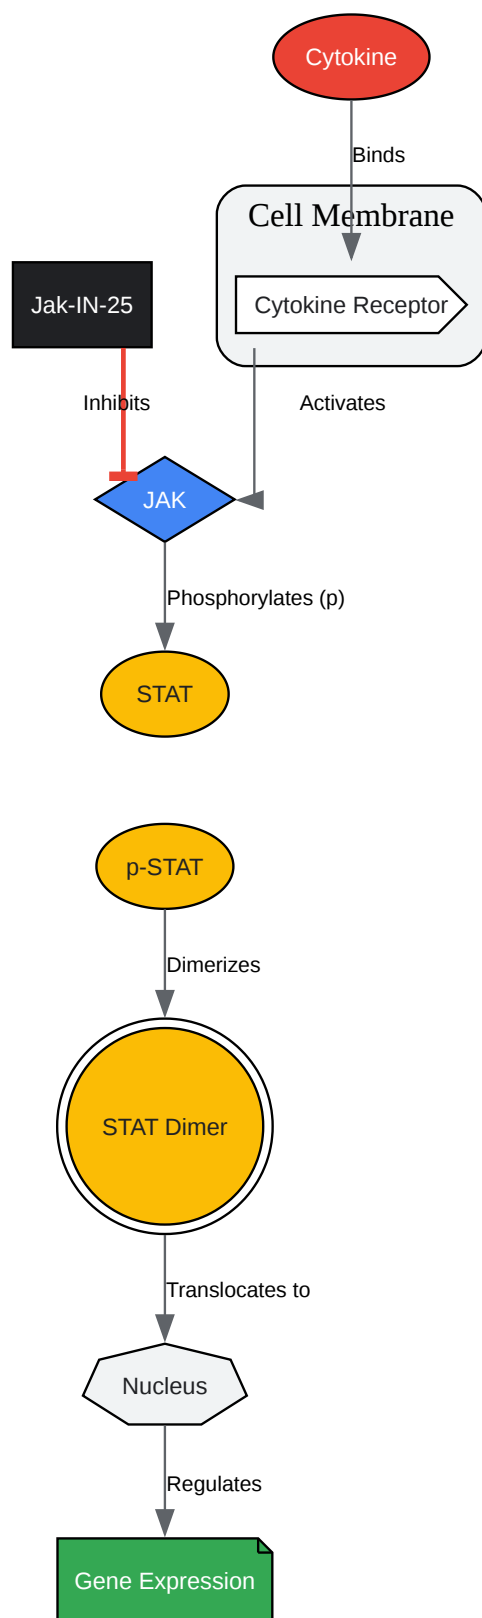 Cytokine
Binds
Cell Membrane
Jak-IN-25
Cytokine Receptor
Inhibits
Activates
JAK
Phosphorylates (p)
STAT
p-STAT
Dimerizes
STAT Dimer
Translocates to
Nucleus
Regulates
Gene Expression